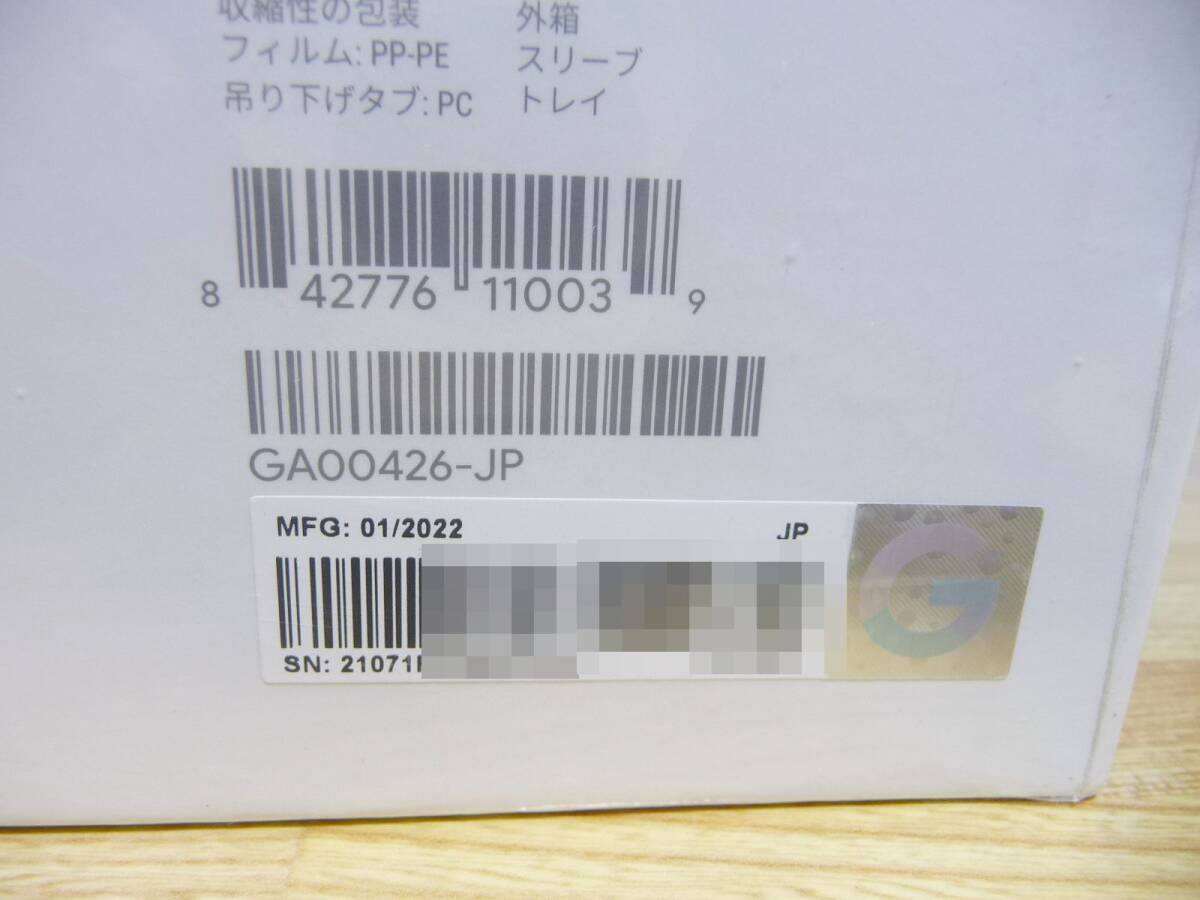 収縮性の包装
フィルム: PP-PE
吊り下げタブ: PC
外箱
スリーブ
トレイ
8 42776 11003 9
GA00426-JP
MFG: 01/2022
JP
SN: 21071
G